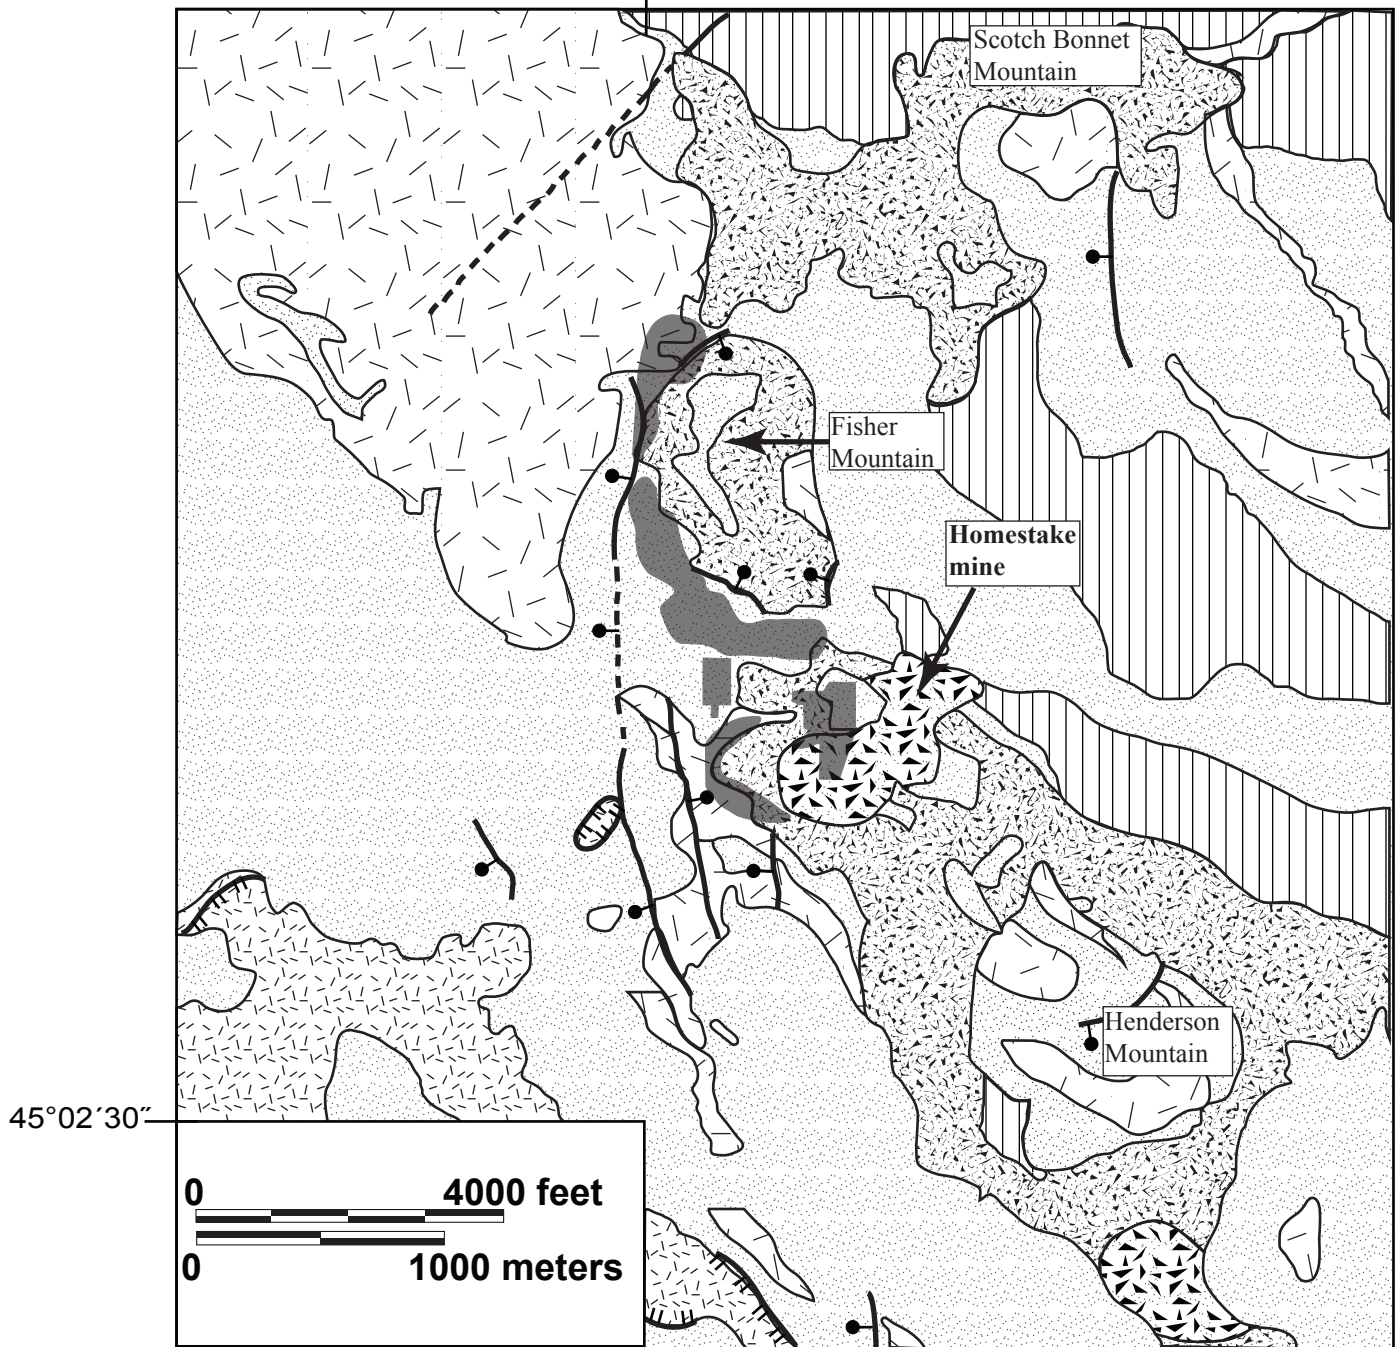 Scotch Bonnet
Mountain
Fisher
Mountain
Homestake
mine
Henderson
Mountain
45°02′30″
0 4000 feet
0 1000 meters